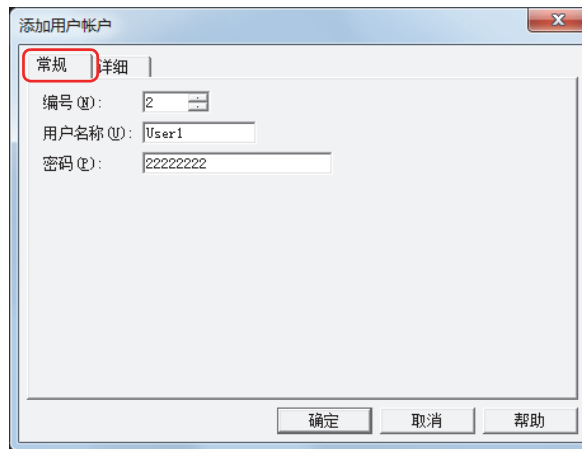 添加用户帐户
常规 详细
编号(N): 2
用户名称(U): User1
密码(P): 22222222
确定 取消 帮助